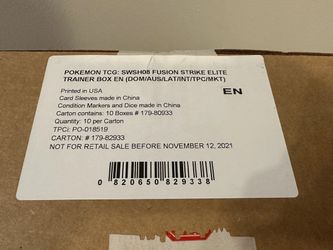 POKEMON TCG: SWSH08 FUSION STRIKE ELITE
TRAINER BOX EN (DOM/AUS/LAT/INT/TPC/MKT)
Printed in USA
Card Sleeves made in China
Condition Markers and Dice made in China
Carton contains: 10 Boxes # 179-80933
Quantity: 10 per Carton
TPCi: PO-018519
CARTON: # 179-82933
NOT FOR RETAIL SALE BEFORE NOVEMBER 12, 2021
EN
0 820650 829338